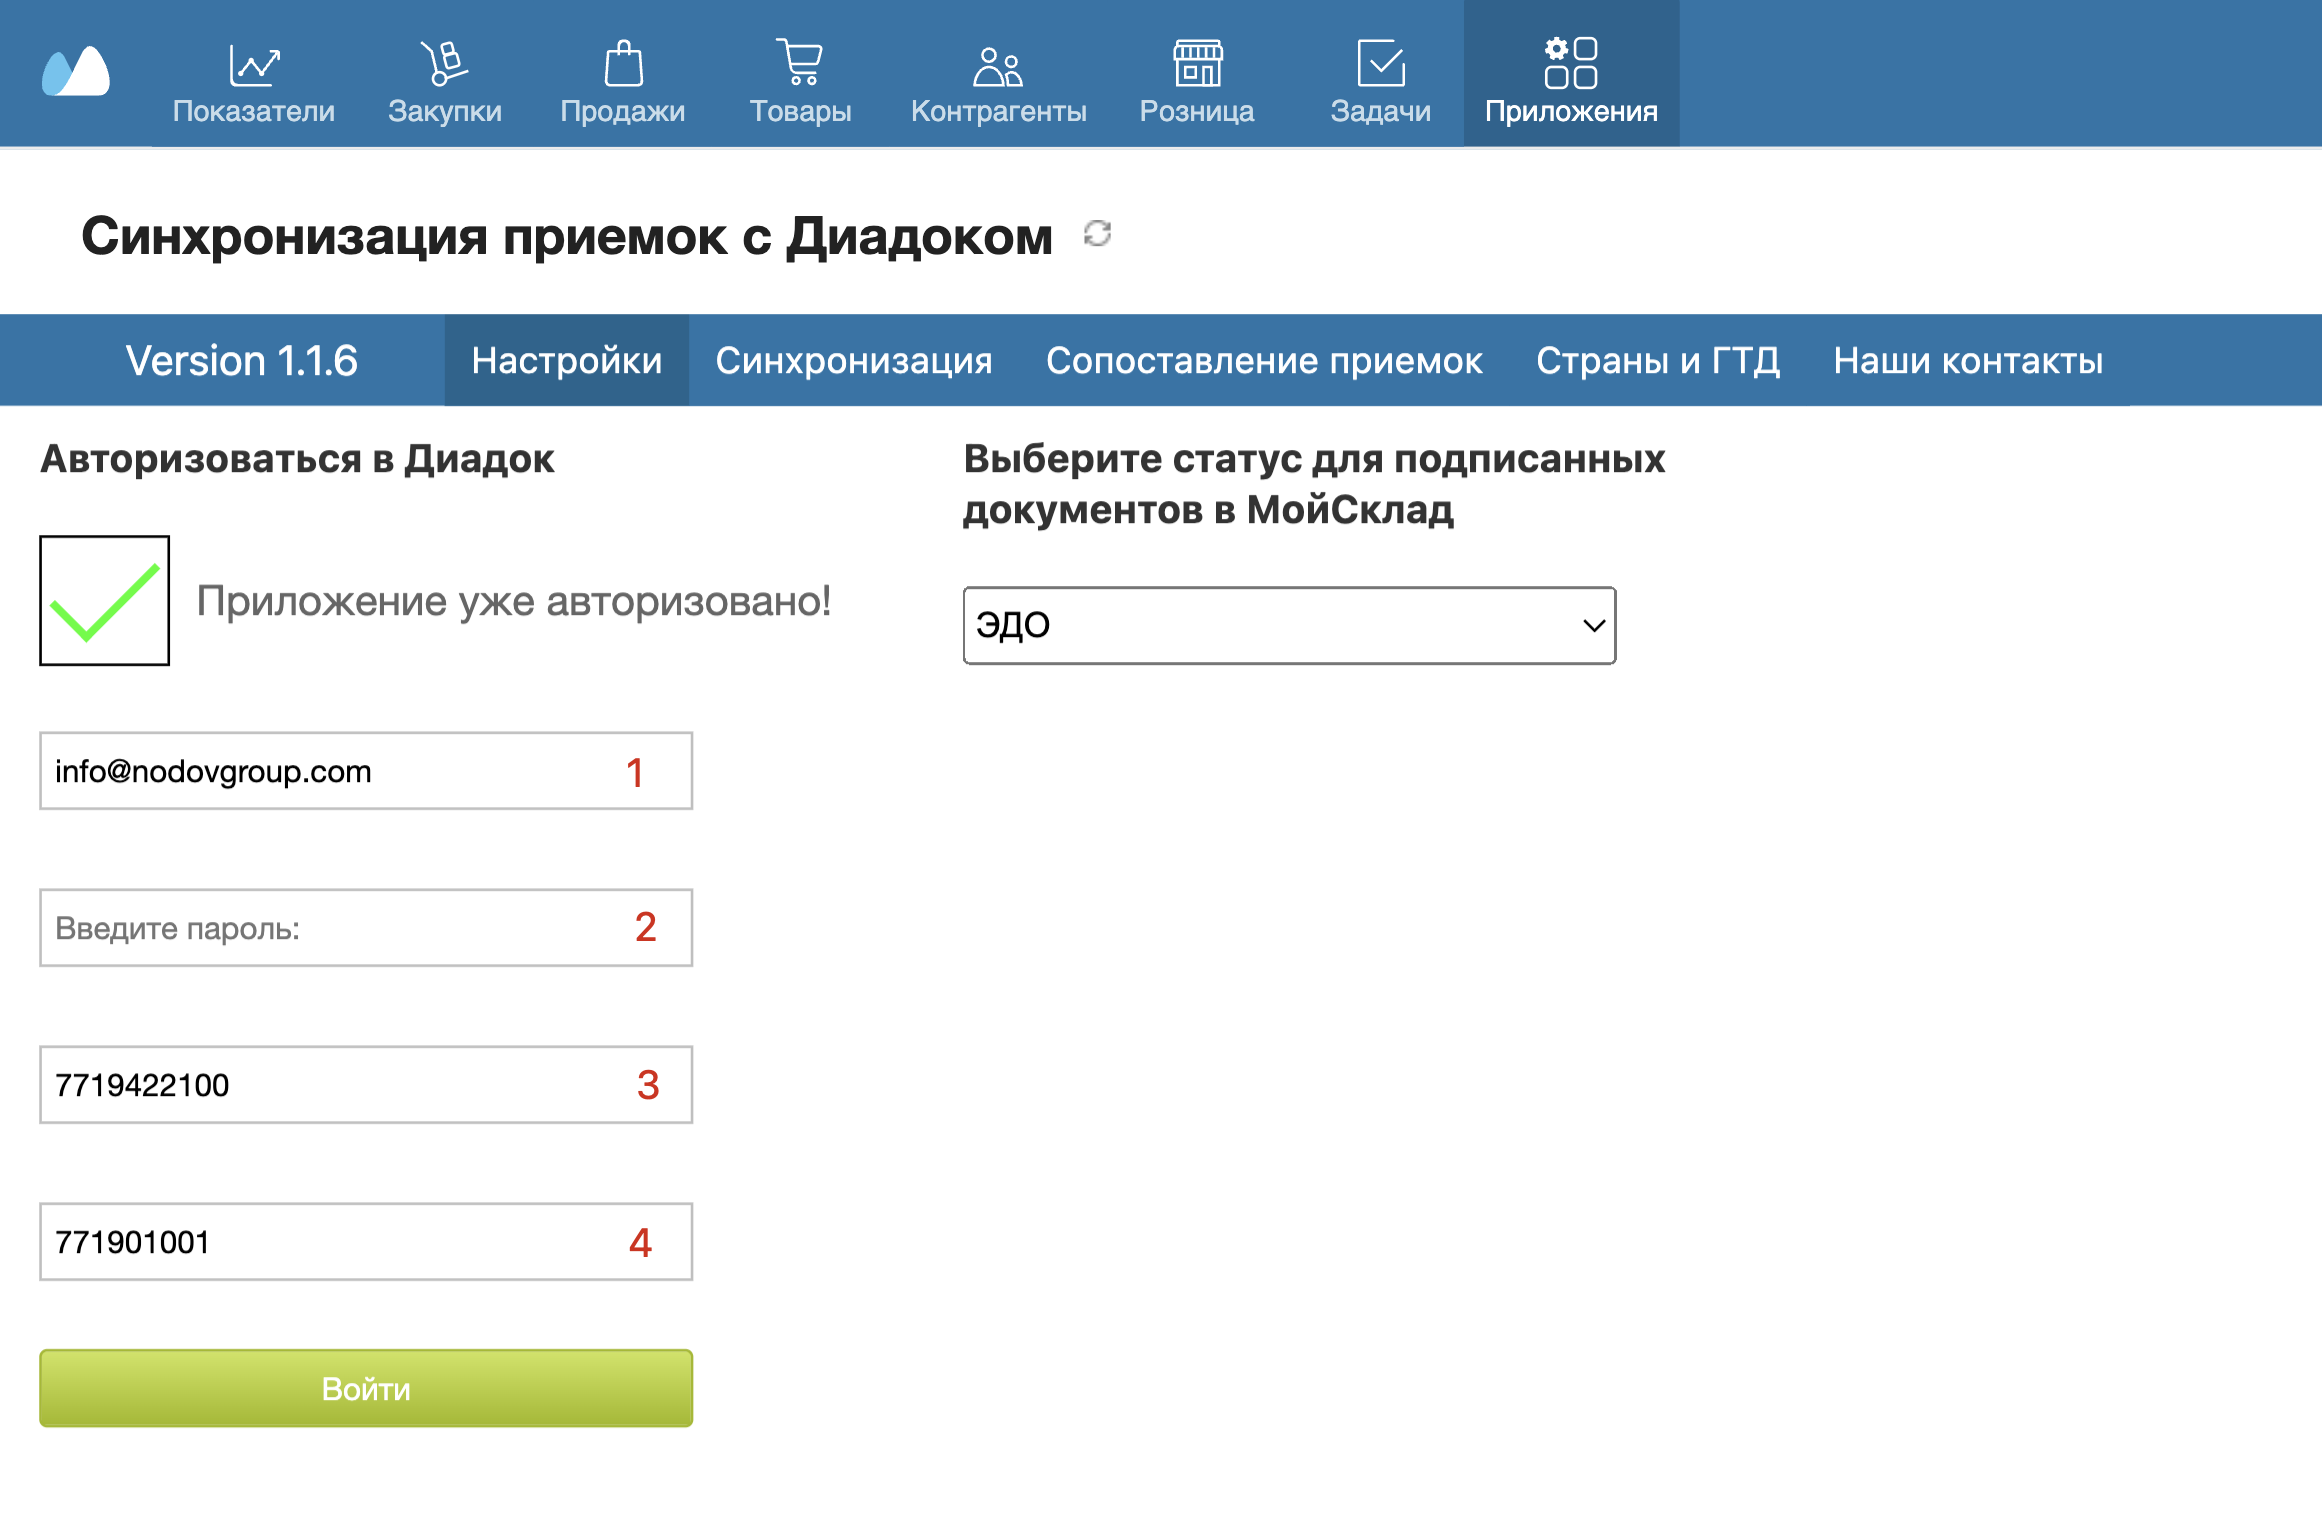 Показатели Закупки Продажи Товары Контрагенты Розница Задачи Приложения
Синхронизация приемок с Диадоком
Version 1.1.6 Настройки Синхронизация Сопоставление приемок Страны и ГТД Наши контакты
Авторизоваться в Диадок
Приложение уже авторизовано!
info@nodovgroup.com 1
Введите пароль: 2
7719422100 3
771901001 4
Войти
Выберите статус для подписанных
документов в МойСклад
ЭДО